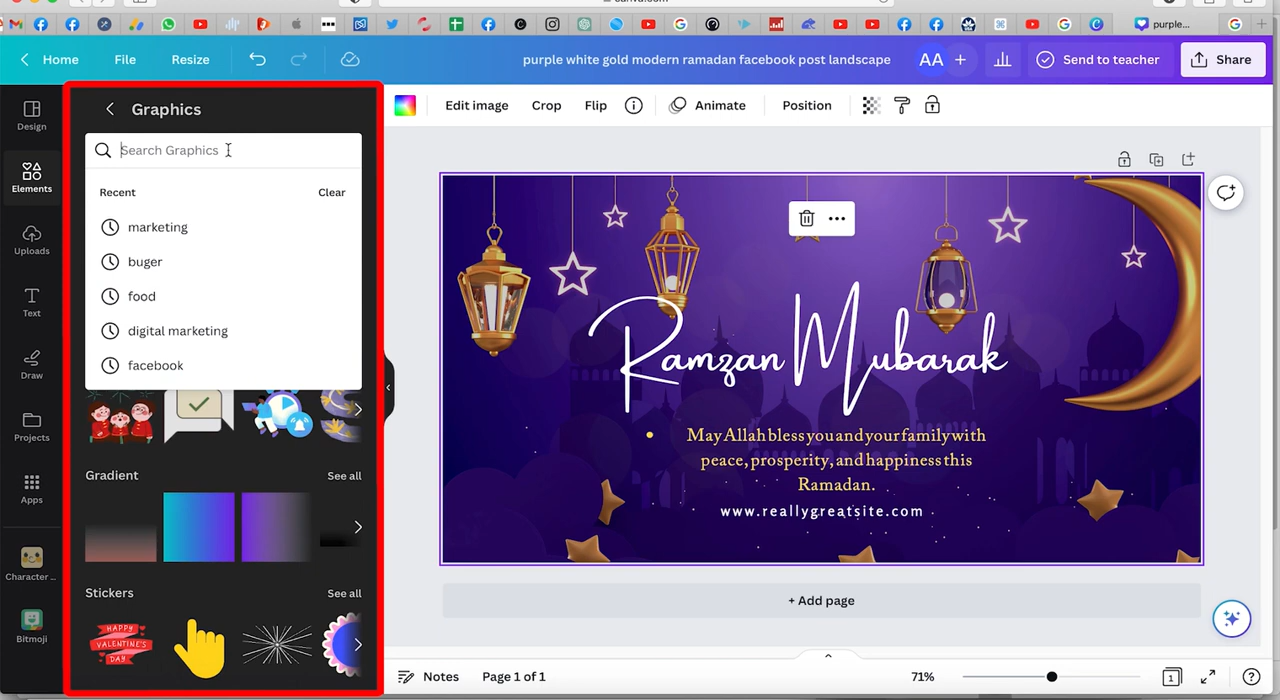 Home
File
Resize
purple white gold modern ramadan facebook post landscape
AA
+
Send to teacher
Share
purple...
Design
Elements
Uploads
Text
Draw
Projects
Apps
Character ...
Bitmoji
Graphics
Search Graphics
Recent
Clear
marketing
buger
food
digital marketing
facebook
Gradient
See all
Stickers
See all
HAPPY
VALENTINE'S
DAY
Edit image
Crop
Flip
Animate
Position
Ramzan Mubarak
• May Allah bless you and your family with
peace, prosperity, and happiness this
Ramadan.
www.reallygreatsite.com
+ Add page
Notes
Page 1 of 1
71%
1